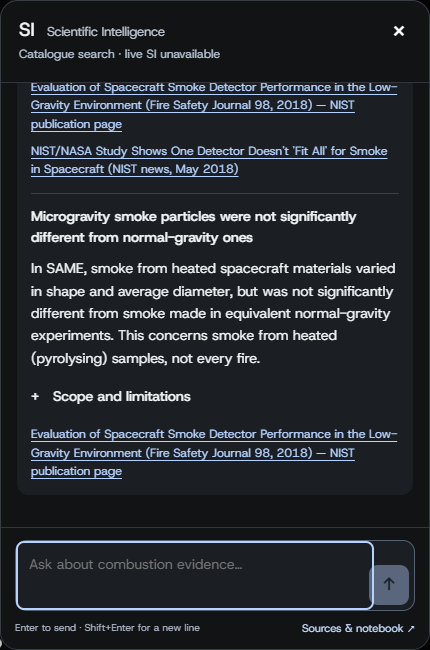 SI Scientific Intelligence
Catalogue search · live SI unavailable
Evaluation of Spacecraft Smoke Detector Performance in the Low-
Gravity Environment (Fire Safety Journal 98, 2018) — NIST
publication page
NIST/NASA Study Shows One Detector Doesn't 'Fit All' for Smoke
in Spacecraft (NIST news, May 2018)
Microgravity smoke particles were not significantly
different from normal-gravity ones
In SAME, smoke from heated spacecraft materials varied
in shape and average diameter, but was not significantly
different from smoke made in equivalent normal-gravity
experiments. This concerns smoke from heated
(pyrolysing) samples, not every fire.
+ Scope and limitations
Evaluation of Spacecraft Smoke Detector Performance in the Low-
Gravity Environment (Fire Safety Journal 98, 2018) — NIST
publication page
Ask about combustion evidence...
Enter to send · Shift+Enter for a new line
Sources & notebook ↗